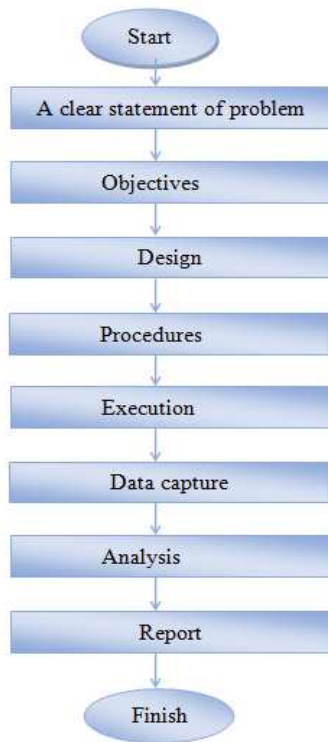 Start
A clear statement of problem
Objectives
Design
Procedures
Execution
Data capture
Analysis
Report
Finish